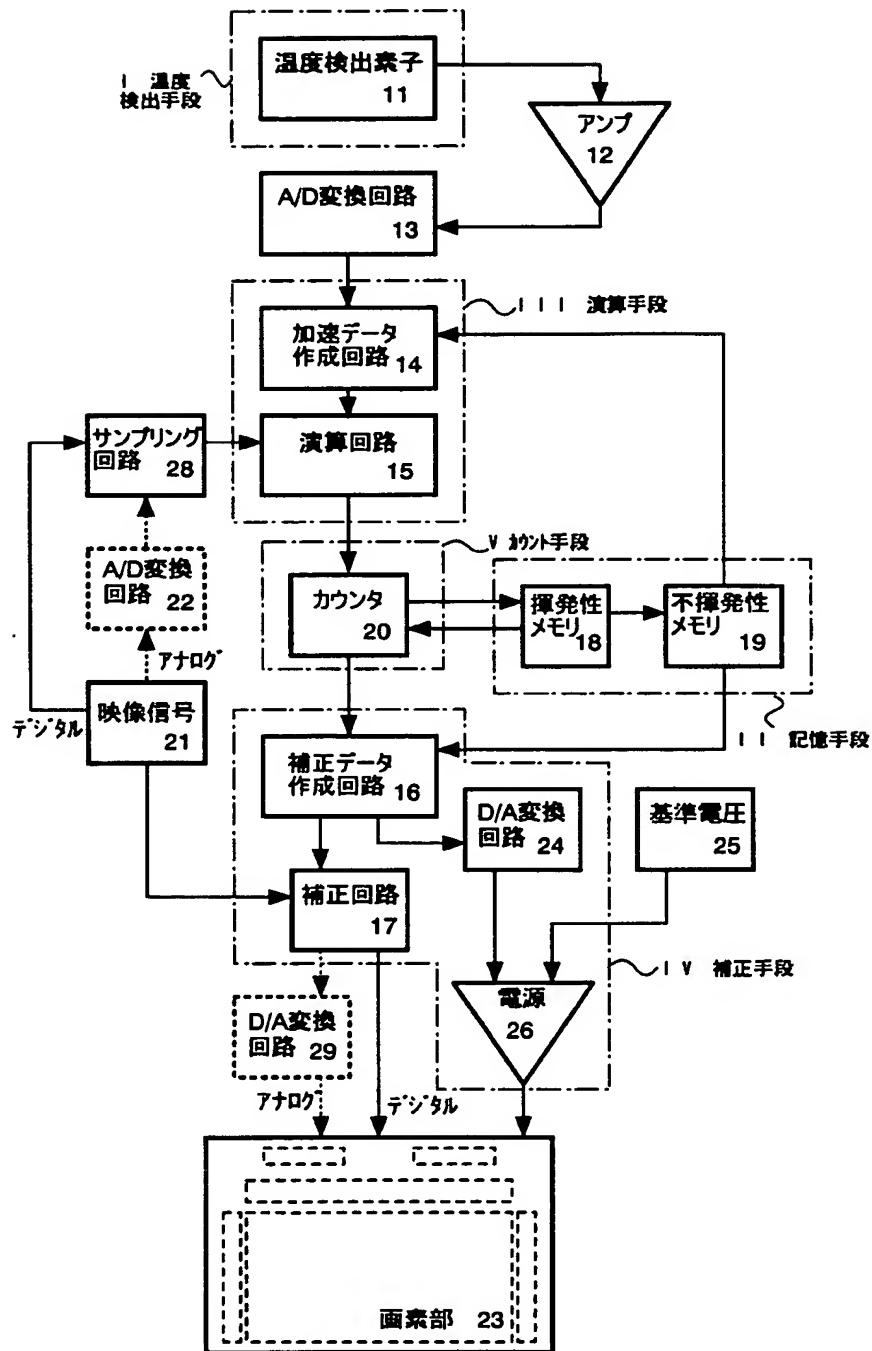 温度検出素子
11
I 温度
検出手段
アンプ
12
A/D変換回路
13
III 演算手段
加速データ
作成回路
14
サンプリング
回路
28
演算回路
15
V カウント手段
A/D変換
回路
22
カウンタ
20
揮発性
メモリ
18
不揮発性
メモリ
19
アナログ
デジタル
映像信号
21
II 記憶手段
補正データ
作成回路
16
D/A変換
回路
24
基準電圧
25
補正回路
17
IV 補正手段
電源
26
D/A変換
回路
29
アナログ
デジタル
画素部
23